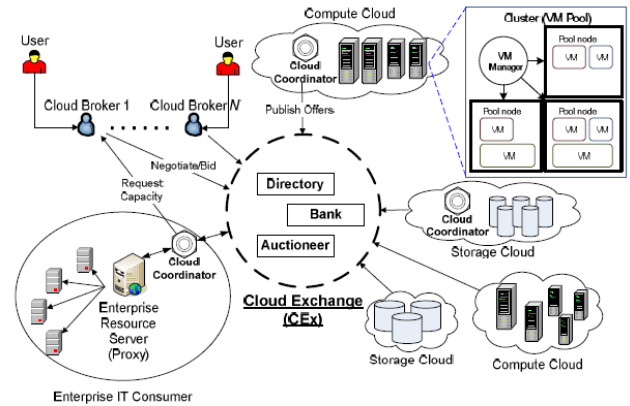 Compute Cloud
Cluster (VM Pool)
User
User
Cloud
Coordinator
VM
Manager
Pool node
VM
VM
Cloud Broker 1
Cloud Broker N
Publish Offers
Pool node
VM
VM
Pool node
VM
VM
VM
Negotiate/Bid
Request
Capacity
Directory
Bank
Auctioneer
Cloud
Coordinator
Storage Cloud
Cloud
Coordinator
Cloud Exchange
(CEx)
Enterprise
Resource
Server
(Proxy)
Storage Cloud
Compute Cloud
Enterprise IT Consumer